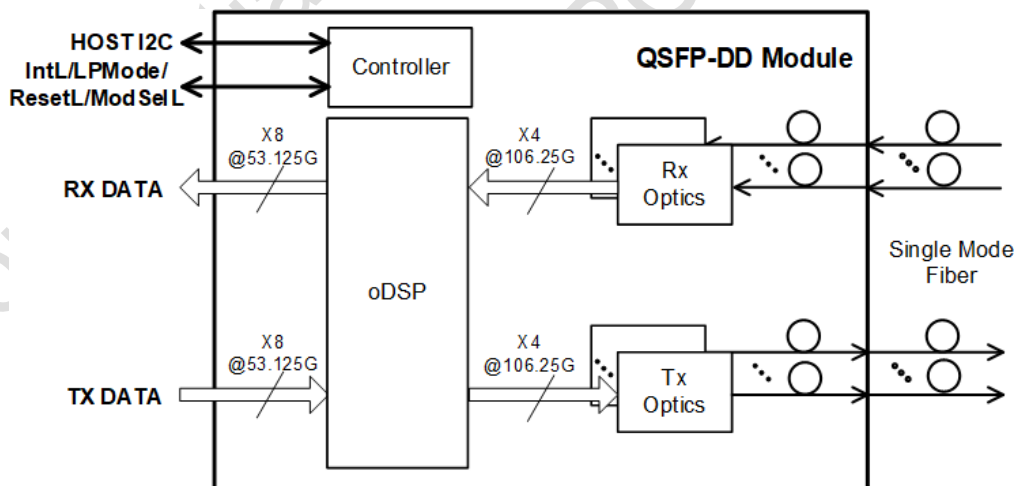 HOST I2C
IntL/LPMode/
ResetL/ModSelL
Controller
QSFP-DD Module
X8
@53.125G
X4
@106.25G
RX DATA
Rx
Optics
Single Mode
Fiber
oDSP
X8
@53.125G
X4
@106.25G
TX DATA
Tx
Optics